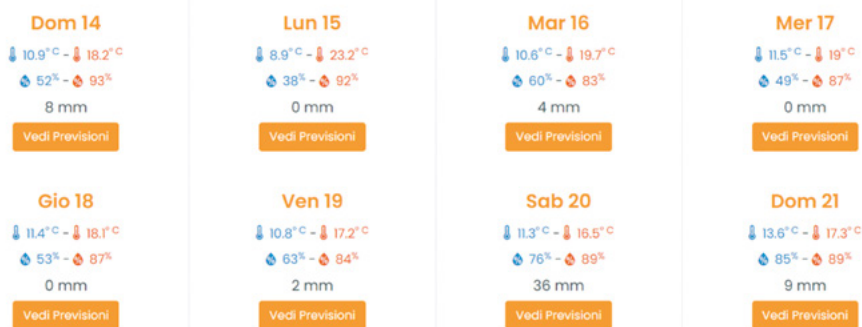 Dom 14
10.9°C - 18.2°C
52% - 93%
8 mm
Vedi Previsioni
Lun 15
8.9°C - 23.2°C
38% - 92%
0 mm
Vedi Previsioni
Mar 16
10.6°C - 19.7°C
60% - 83%
4 mm
Vedi Previsioni
Mer 17
11.5°C - 19°C
49% - 87%
0 mm
Vedi Previsioni
Gio 18
11.4°C - 18.1°C
53% - 87%
0 mm
Vedi Previsioni
Ven 19
10.8°C - 17.2°C
63% - 84%
2 mm
Vedi Previsioni
Sab 20
11.3°C - 16.5°C
76% - 89%
36 mm
Vedi Previsioni
Dom 21
13.6°C - 17.3°C
85% - 89%
9 mm
Vedi Previsioni